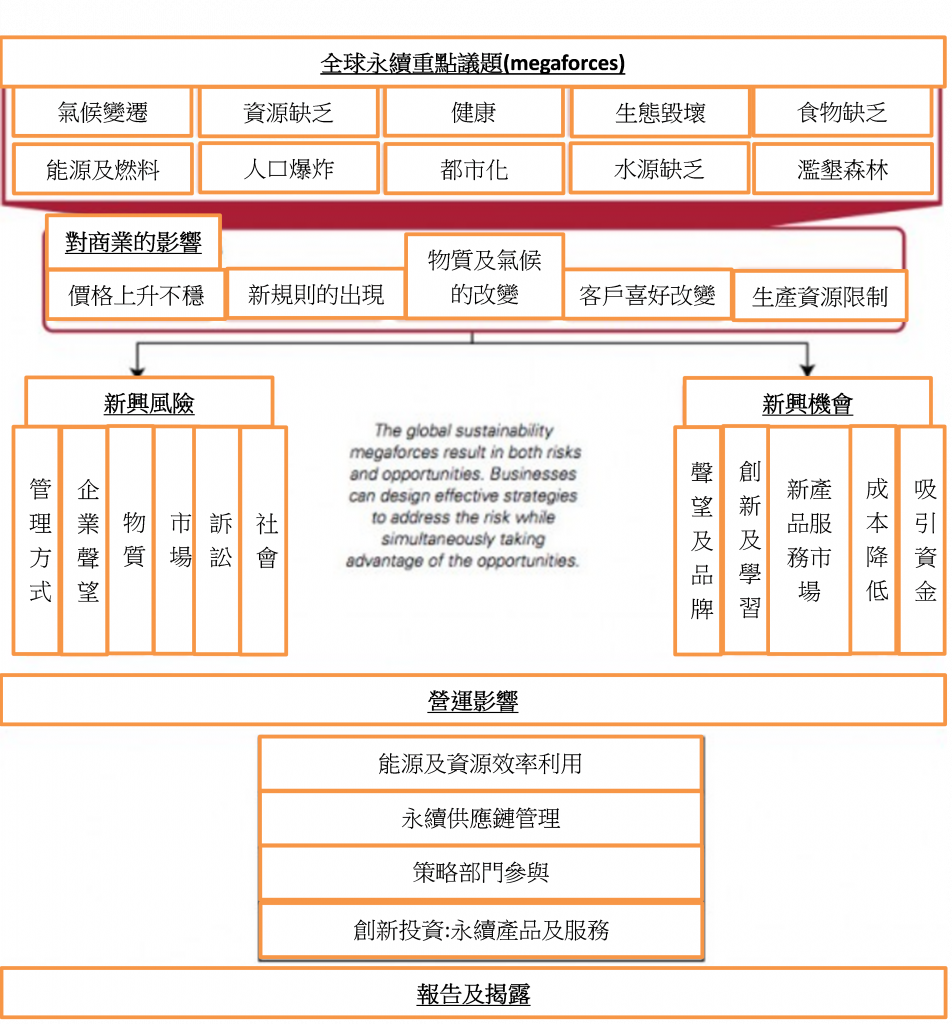 全球永續重點議題(megaforces)
氣候變遷
資源缺乏
健康
生態毀壞
食物缺乏
能源及燃料
人口爆炸
都市化
水源缺乏
濫墾森林
對商業的影響
價格上升不穩
新規則的出現
物質及氣候
的改變
客戶喜好改變
生產資源限制
新興風險
管理方式
企業聲望
物質
市場
訴訟
社會
The global sustainability
megaforces result in both risks
and opportunities. Businesses
can design effective strategies
to address the risk while
simultaneously taking
advantage of the opportunities.
新興機會
聲望及品牌
創新及學習
新產
品服
務市
場
成本降低
吸引資金
營運影響
能源及資源效率利用
永續供應鏈管理
策略部門參與
創新投資:永續產品及服務
報告及揭露